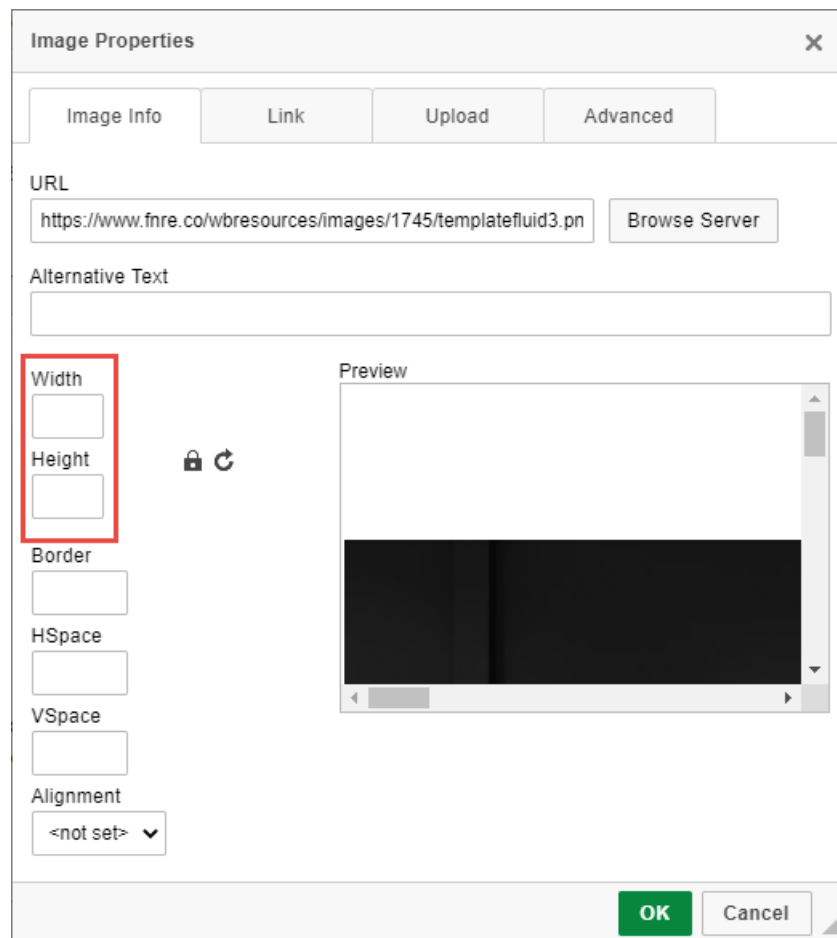 Image Properties
Image Info Link Upload Advanced
URL
https://www.fnre.co/wbresources/images/1745/templatefluid3.pn Browse Server
Alternative Text
Width Preview
Height
Border
HSpace
VSpace
Alignment
<not set>
OK Cancel